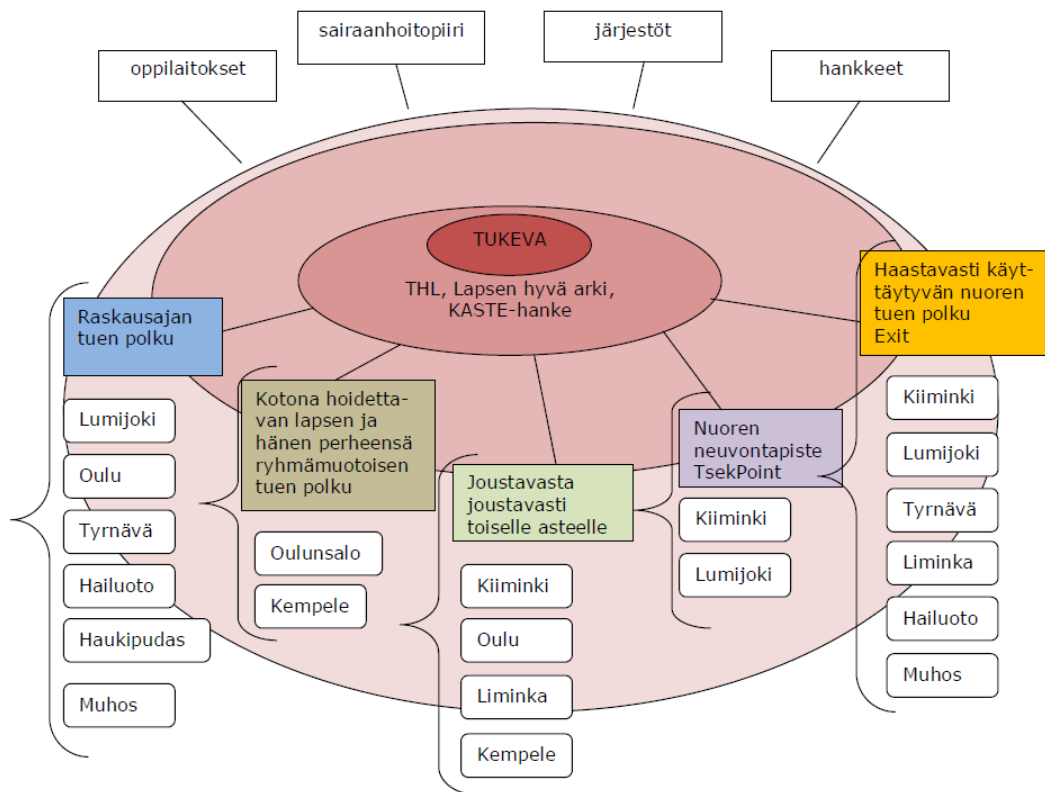 sairaanhoitopiiri
järjestöt
oppilaitokset
hankkeet
TUKEVA
THL, Lapsen hyvä arki,
KASTE-hanke
Raskausajan
tuen polku
Lumijoki
Oulu
Tyrnävä
Hailuoto
Haukipudas
Muhos
Kotona hoidetta-
van lapsen ja
hänen perheensä
ryhmämuotoisen
tuen polku
Oulunsalo
Kempele
Joustavasta
joustavasti
toiselle asteelle
Kiiminki
Oulu
Liminka
Kempele
Nuoren
neuvontapiste
TsekPoint
Kiiminki
Lumijoki
Haastavasti käyt-
täytyvän nuoren
tuen polku
Exit
Kiiminki
Lumijoki
Tyrnävä
Liminka
Hailuoto
Muhos